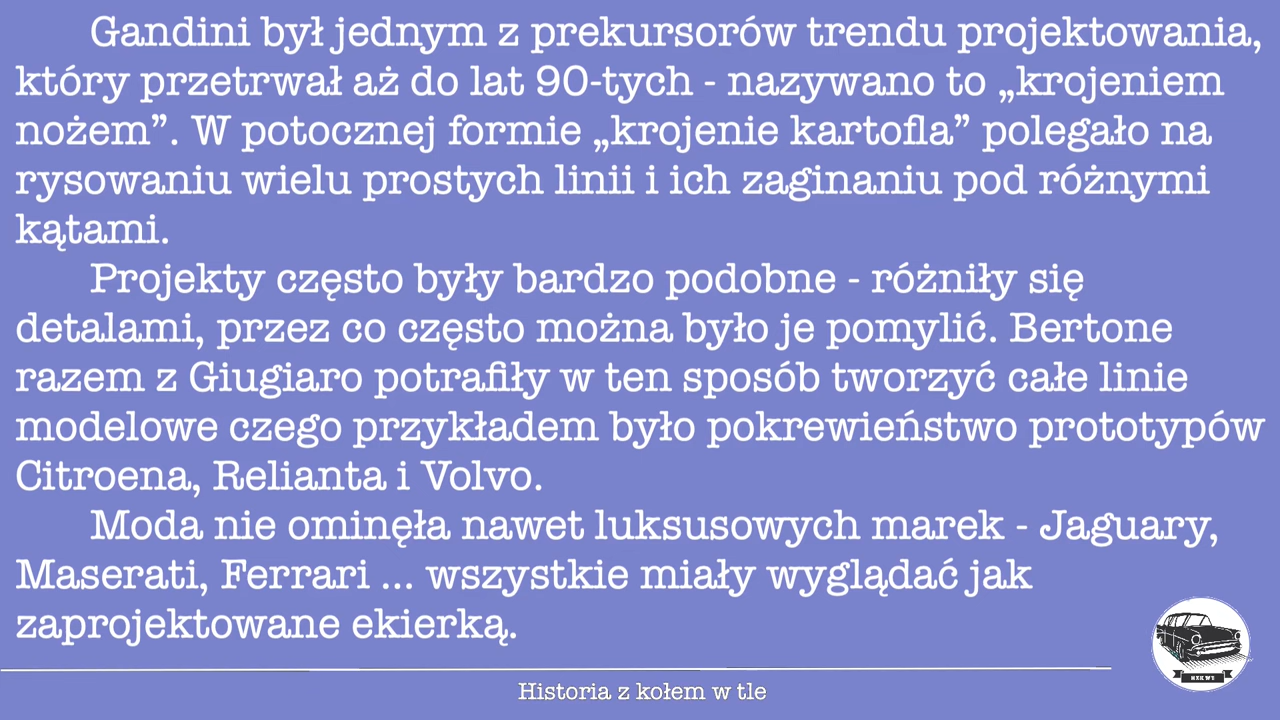 Gandini był jednym z prekursorów trendu projektowania,
który przetrwał aż do lat 90-tych - nazywano to „krojeniem
nożem”. W potocznej formie „krojenie kartofla” polegało na
rysowaniu wielu prostych linii i ich zaginaniu pod różnymi
kątami.
Projekty często były bardzo podobne - różniły się
detalami, przez co często można było je pomylić. Bertone
razem z Giugiaro potrafiły w ten sposób tworzyć całe linie
modelowe czego przykładem było pokrewieństwo prototypów
Citroena, Relianta i Volvo.
Moda nie ominęła nawet luksusowych marek - Jaguary,
Maserati, Ferrari ... wszystkie miały wyglądać jak
zaprojektowane ekierką.
Historia z kołem w tle